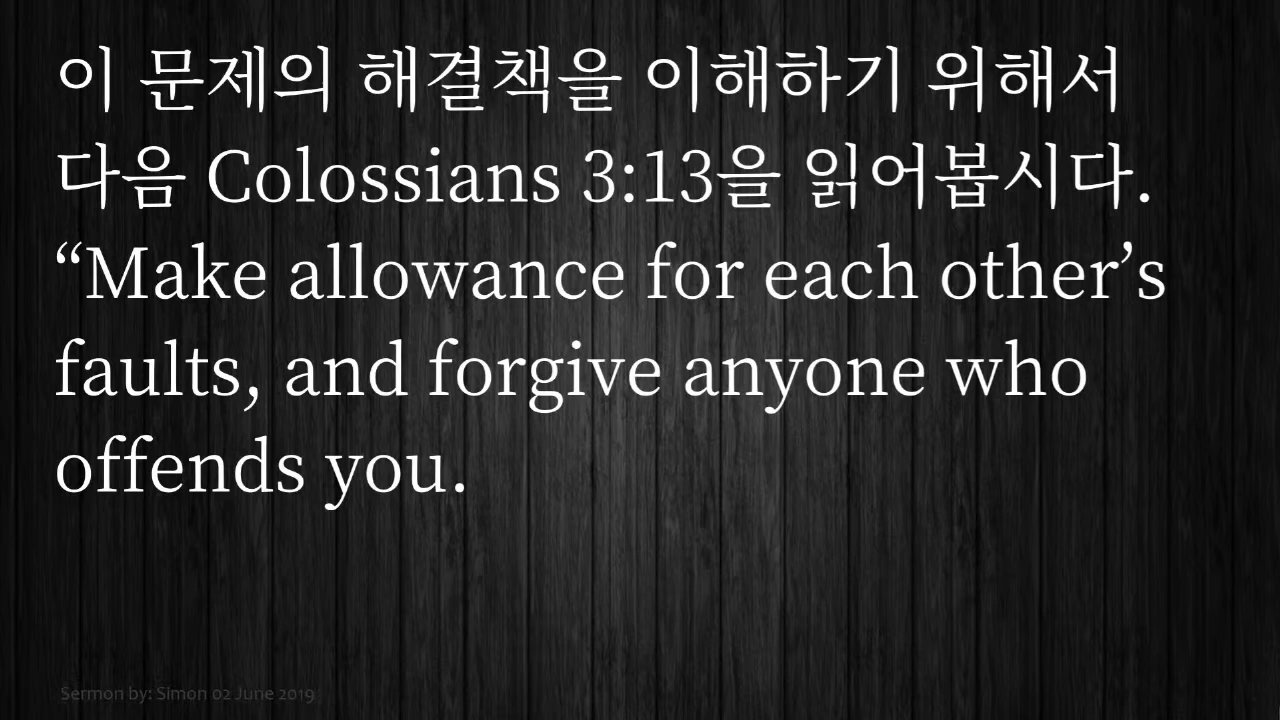 이 문제의 해결책을 이해하기 위해서
다음 Colossians 3:13을 읽어봅시다.
“Make allowance for each other’s
faults, and forgive anyone who
offends you.
Sermon by: Simon 02 June 2019